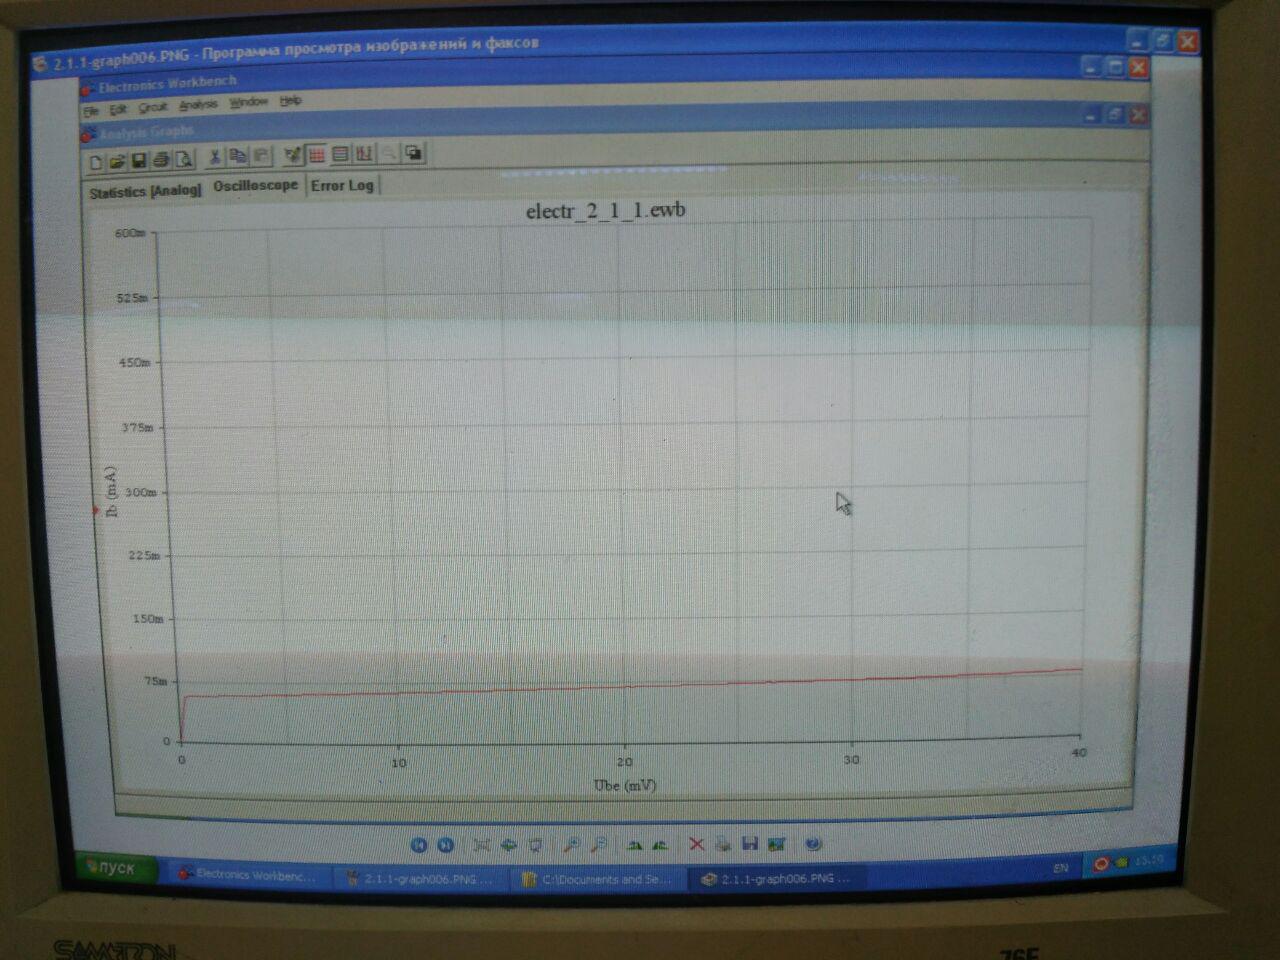 2.1.1-graph006.PNG - Программа просмотра изображений и факсов
Electronics Workbench
File Edit Circuit Analysis Window Help
Analysis Graphs
Statistics [Analog] Oscilloscope Error Log
electr_2_1_1.ewb
600m
525m
450m
375m
300m
225m
150m
75m
0
Ib (mA)
0 10 20 30 40
Ube (mV)
пуск Electronics Workbenc... 2.1.1-graph006.PNG ... C:\Documents and Se... 2.1.1-graph006.PNG ... EN
SAMTRON
76E